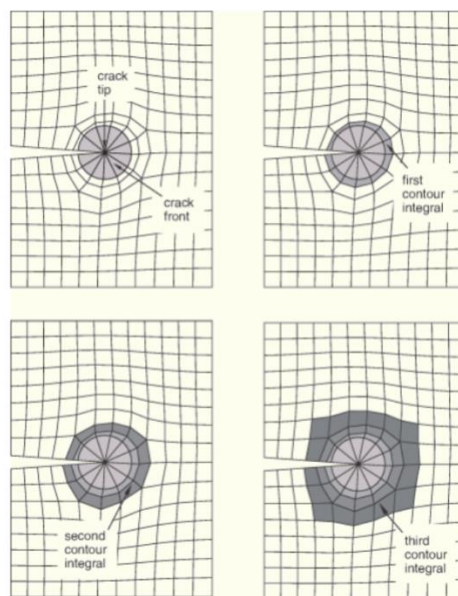 crack
tip
crack
front
first
contour
integral
second
contour
integral
third
contour
integral